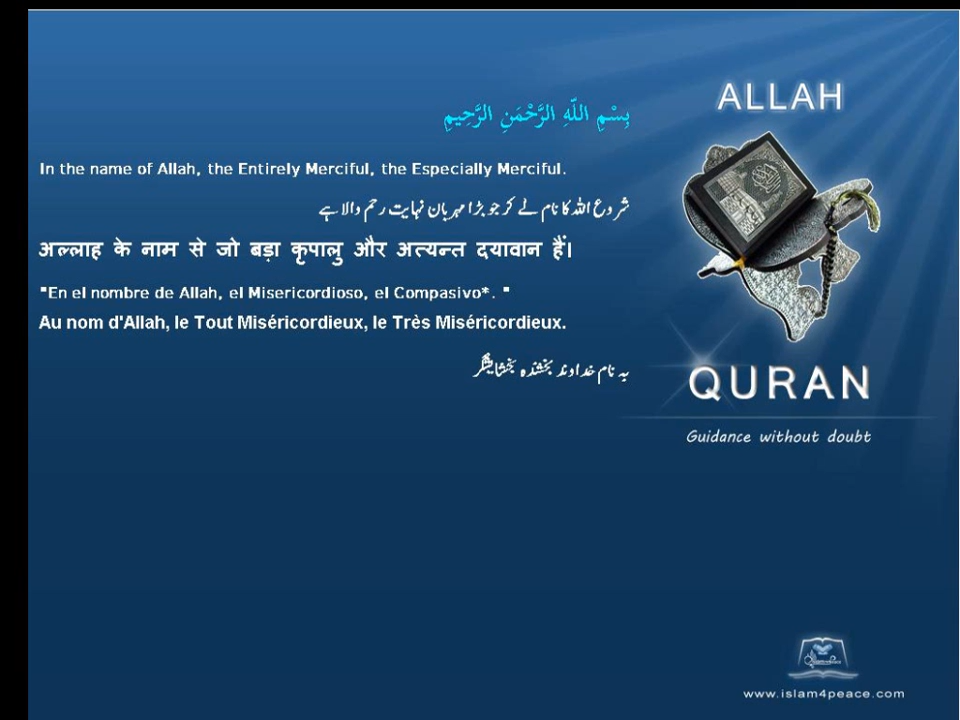 بِسْمِ اللَّهِ الرَّحْمَنِ الرَّحِيمِ
In the name of Allah, the Entirely Merciful, the Especially Merciful.
شروع اللہ کا نام لے کر جو بڑا مہربان نہایت رحم والا ہے
अल्लाह के नाम से जो बड़ा कृपालु और अत्यन्त दयावान हैं।
"En el nombre de Allah, el Misericordioso, el Compasivo*. "
Au nom d'Allah, le Tout Miséricordieux, le Très Miséricordieux.
به نام خداوند بخشنده بخشایشگر
ALLAH
QURAN
Guidance without doubt
www.islam4peace.com